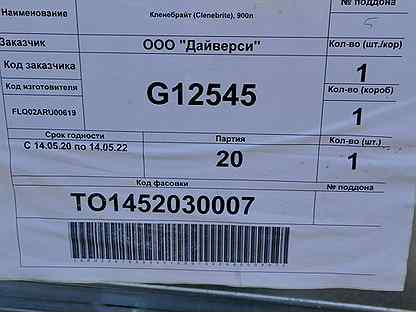 № поддона
Наименование
Кленебрайт (Clenebrite), 900л
5
Заказчик
ООО "Дайверси"
Кол-во (шт./кор)
1
Код заказчика
G12545
Код изготовителя
Кол-во (короб)
FLQ02ARU00619
1
Срок годности
Партия
Кол-во (шт.)
С 14.05.20 по 14.05.22
20
1
Код фасовки
№ поддона
ТО1452030007